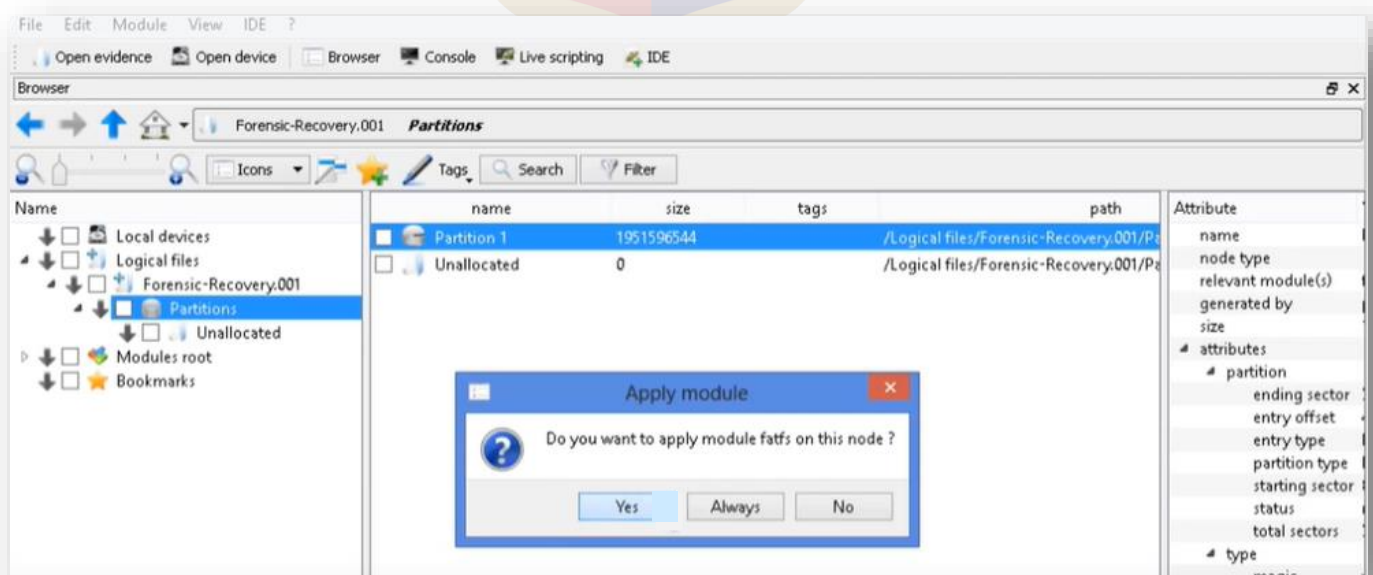 File Edit Module View IDE ?
Open evidence Open device Browser Console Live scripting IDE
Browser
Forensic-Recovery.001 Partitions
Icons Tags Search Filter
Name
Local devices
Logical files
Forensic-Recovery.001
Partitions
Unallocated
Modules root
Bookmarks
name size tags path
Partition 1 1951596544 /Logical files/Forensic-Recovery.001/Pa
Unallocated 0 /Logical files/Forensic-Recovery.001/Pa
Apply module
Do you want to apply module fatfs on this node ?
Yes Always No
Attribute
name
node type
relevant module(s)
generated by
size
attributes
partition
ending sector
entry offset
entry type
partition type
starting sector
status
total sectors
type